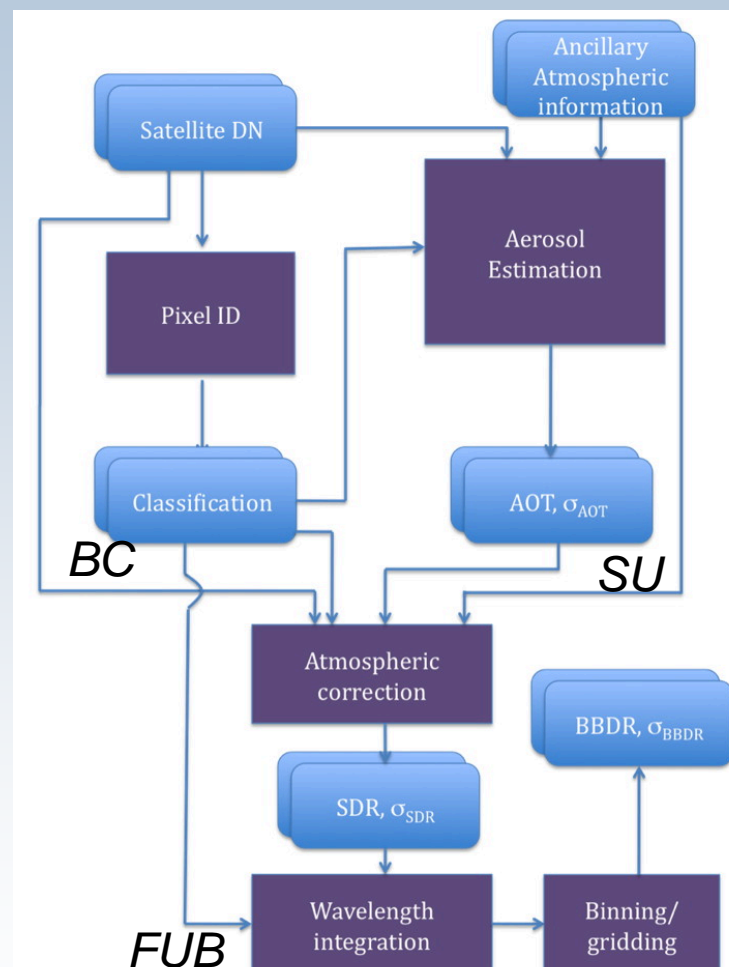 Ancillary
Atmospheric
information
Satellite DN
Aerosol
Estimation
Pixel ID
Classification
AOT, σAOT
BC
SU
Atmospheric
correction
BBDR, σBBDR
SDR, σSDR
Wavelength
integration
Binning/
gridding
FUB